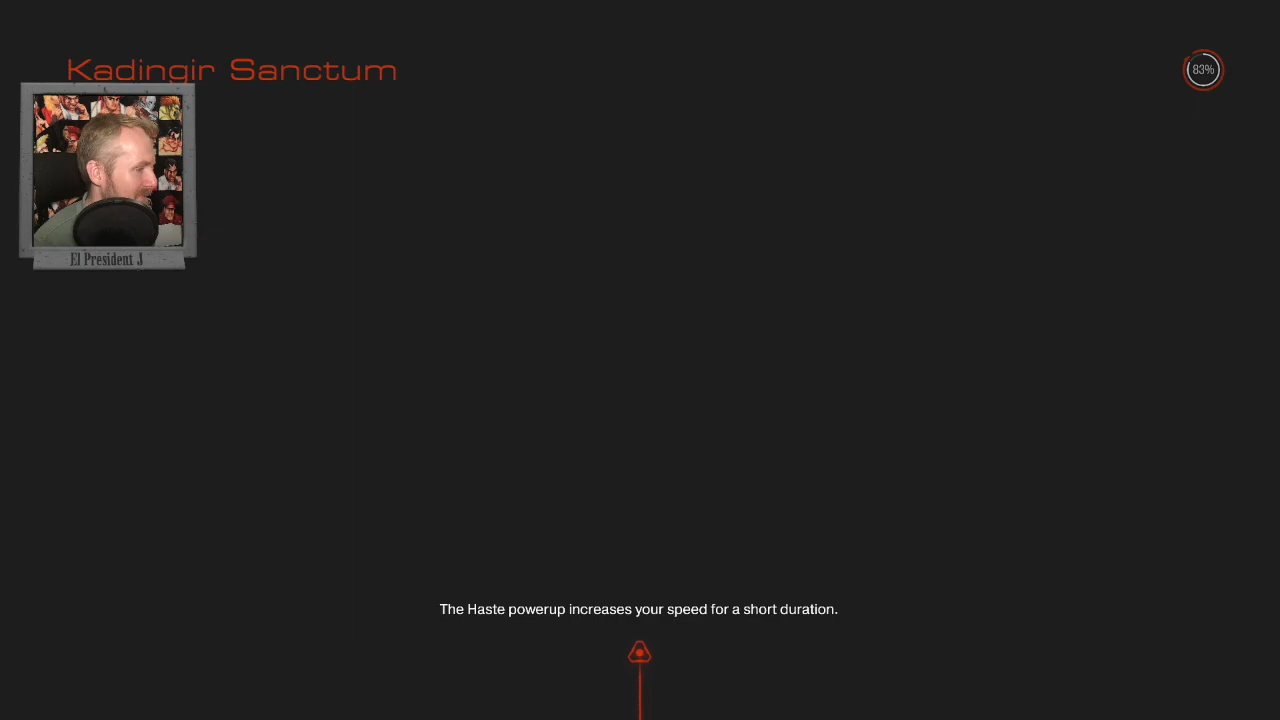 Kadingir Sanctum
83%
El President J
The Haste powerup increases your speed for a short duration.